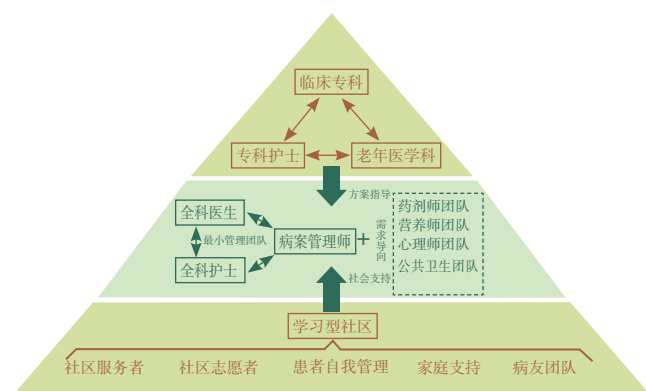 临床专科
专科护士
老年医学科
方案指导
全科医生
最小管理团队
全科护士
病案管理师
+
需求导向
药剂师团队
营养师团队
心理师团队
公共卫生团队
社会支持
学习型社区
社区服务者
社区志愿者
患者自我管理
家庭支持
病友团队